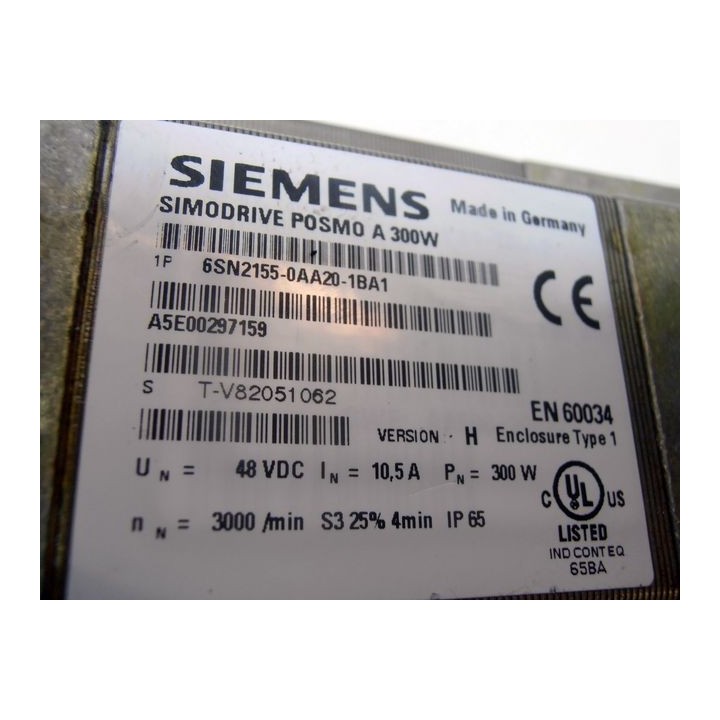 SIEMENS Made in Germany
SIMODRIVE POSMO A 300W
1P 6SN2155-0AA20-1BA1
CE
A5E00297159
S T-V82051062
EN 60034
VERSION: H Enclosure Type 1
U N = 48 VDC I N = 10,5 A P N = 300 W
n N = 3000 /min S3 25% 4min IP 65
C UL US
LISTED
IND CONT EQ
65BA